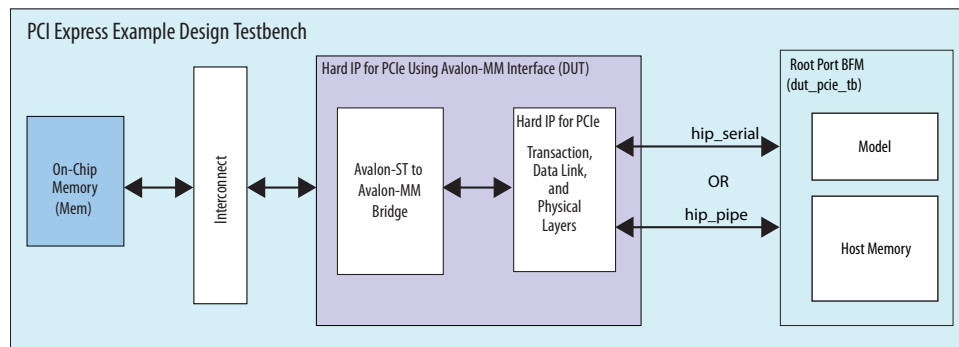 PCI Express Example Design Testbench
On-Chip
Memory
(Mem)
Interconnect
Hard IP for PCIe Using Avalon-MM Interface (DUT)
Avalon-ST to
Avalon-MM
Bridge
Hard IP for PCIe
Transaction,
Data Link,
and
Physical
Layers
hip_serial
OR
hip_pipe
Root Port BFM
(dut_pcie_tb)
Model
Host Memory